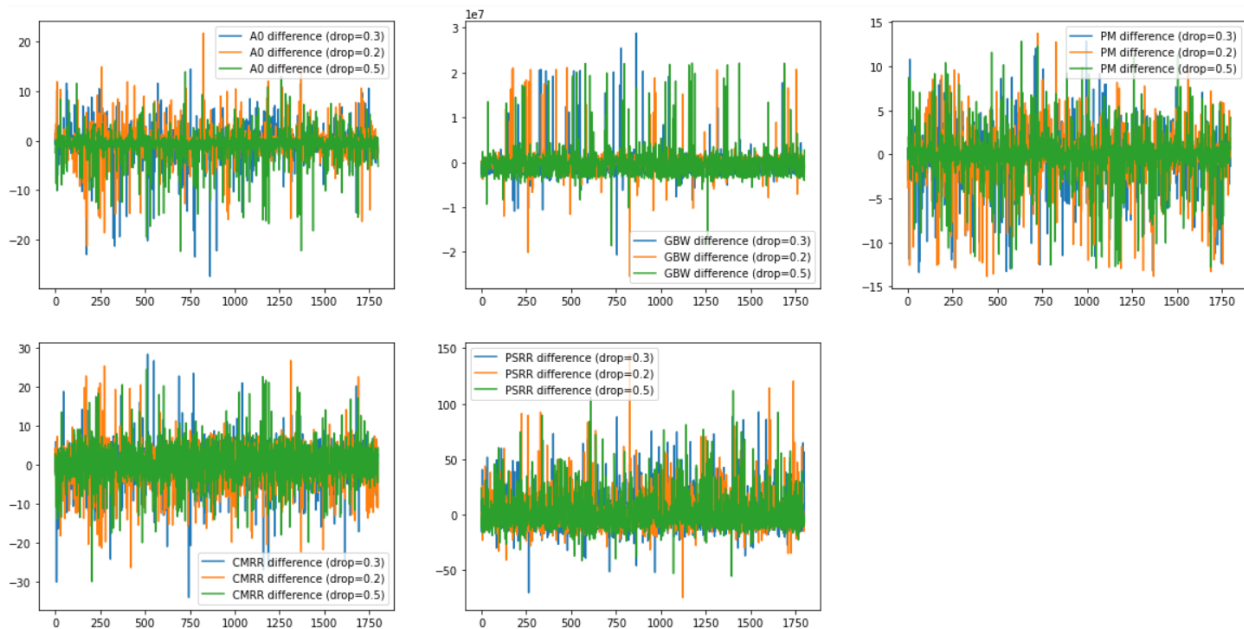 20
10
0
−10
−20
0 250 500 750 1000 1250 1500 1750
A0 difference (drop=0.3)
A0 difference (drop=0.2)
A0 difference (drop=0.5)
1e7
3
2
1
0
−1
−2
0 250 500 750 1000 1250 1500 1750
GBW difference (drop=0.3)
GBW difference (drop=0.2)
GBW difference (drop=0.5)
15
10
5
0
−5
−10
−15
0 250 500 750 1000 1250 1500 1750
PM difference (drop=0.3)
PM difference (drop=0.2)
PM difference (drop=0.5)
30
20
10
0
−10
−20
−30
0 250 500 750 1000 1250 1500 1750
CMRR difference (drop=0.3)
CMRR difference (drop=0.2)
CMRR difference (drop=0.5)
150
100
50
0
−50
0 250 500 750 1000 1250 1500 1750
PSRR difference (drop=0.3)
PSRR difference (drop=0.2)
PSRR difference (drop=0.5)